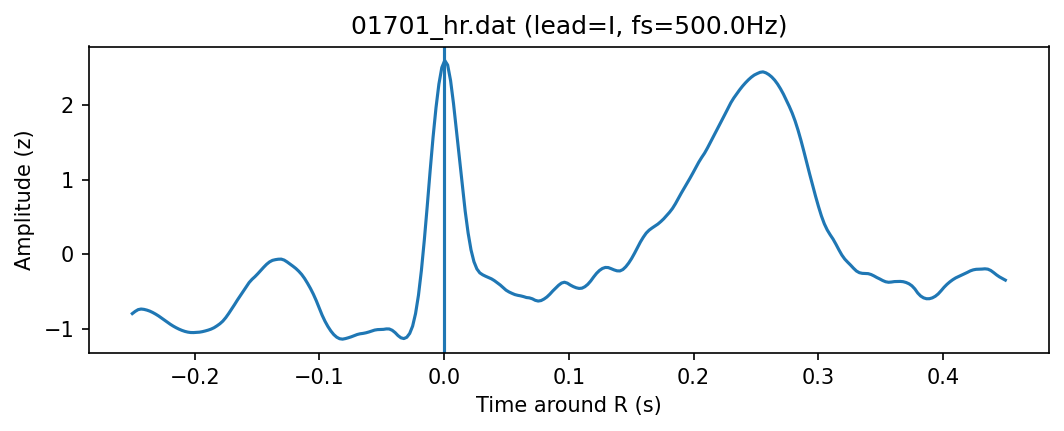 01701_hr.dat (lead=I, fs=500.0Hz)
Amplitude (z)
2
1
0
−1
−0.2 −0.1 0.0 0.1 0.2 0.3 0.4
Time around R (s)